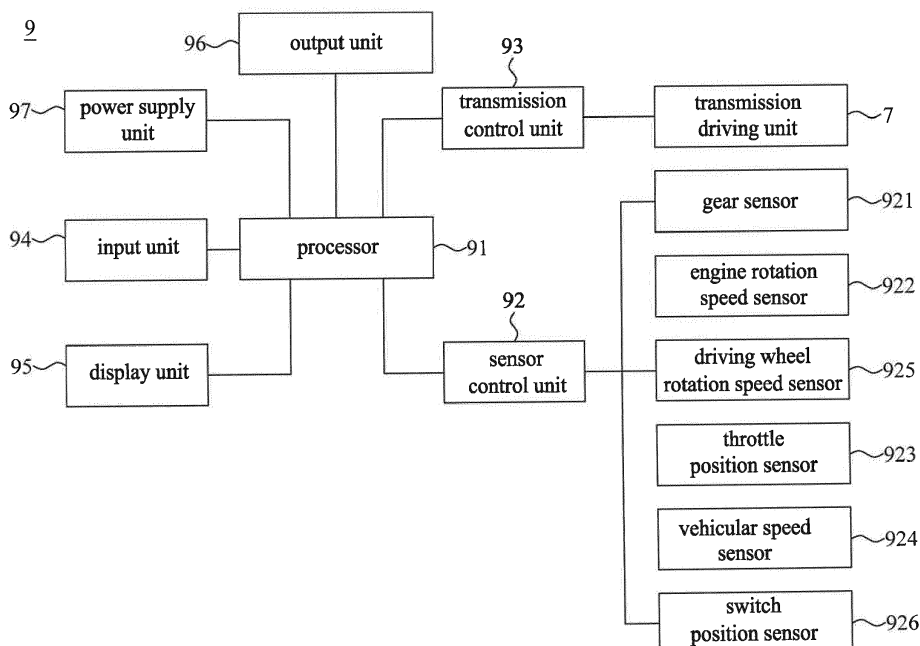 9
96
output unit
93
97
power supply
unit
transmission
control unit
transmission
driving unit
7
gear sensor
921
94
input unit
processor
91
engine rotation
speed sensor
922
92
95
display unit
sensor
control unit
driving wheel
rotation speed sensor
925
throttle
position sensor
923
vehicular speed
sensor
924
switch
position sensor
926